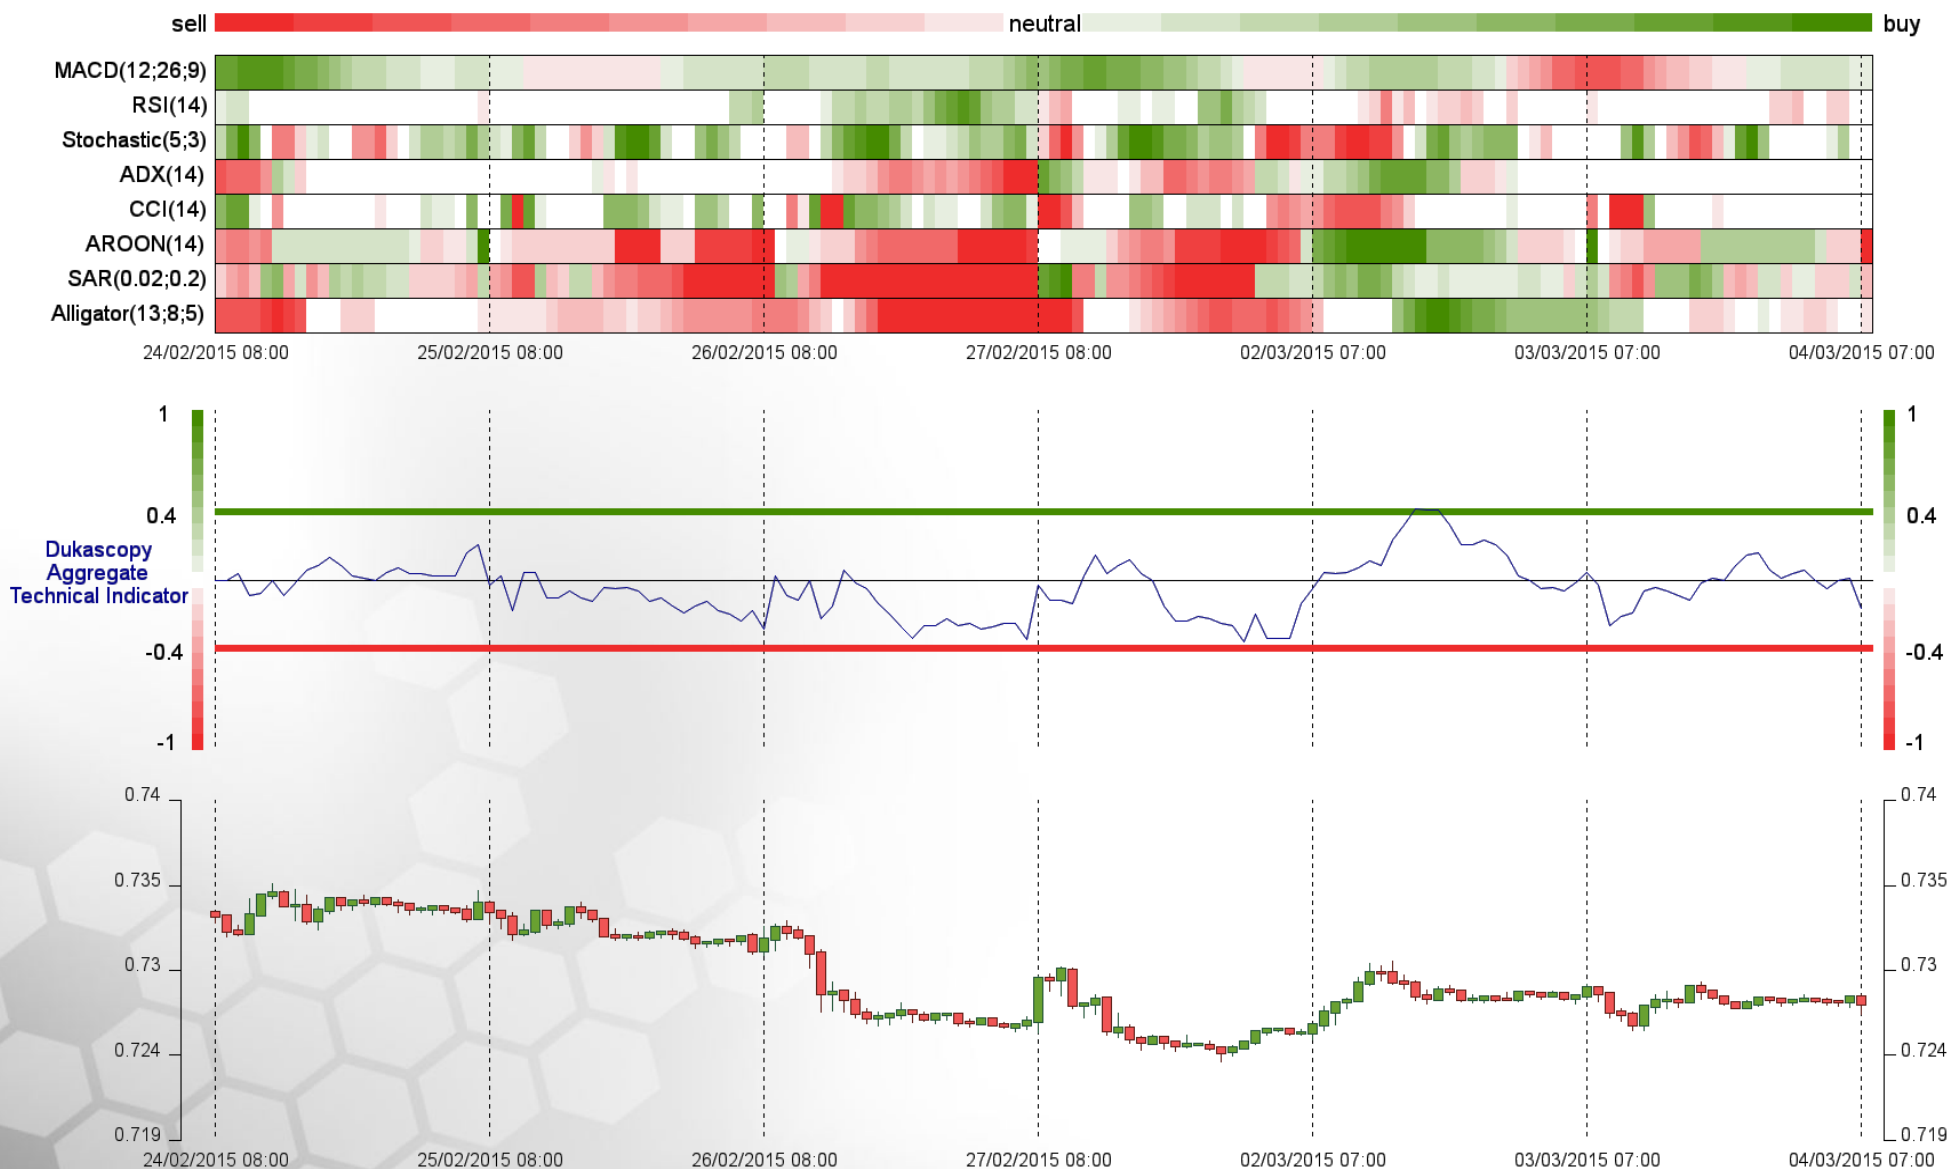 sell neutral buy
MACD(12;26;9)
RSI(14)
Stochastic(5;3)
ADX(14)
CCI(14)
AROON(14)
SAR(0.02;0.2)
Alligator(13;8;5)
24/02/2015 08:00 25/02/2015 08:00 26/02/2015 08:00 27/02/2015 08:00 02/03/2015 07:00 03/03/2015 07:00 04/03/2015 07:00
1 1
0.4 0.4
Dukascopy
Aggregate
Technical Indicator
-0.4 -0.4
-1 -1
0.74 0.74
0.735 0.735
0.73 0.73
0.724 0.724
0.719 0.719
24/02/2015 08:00 25/02/2015 08:00 26/02/2015 08:00 27/02/2015 08:00 02/03/2015 07:00 03/03/2015 07:00 04/03/2015 07:00